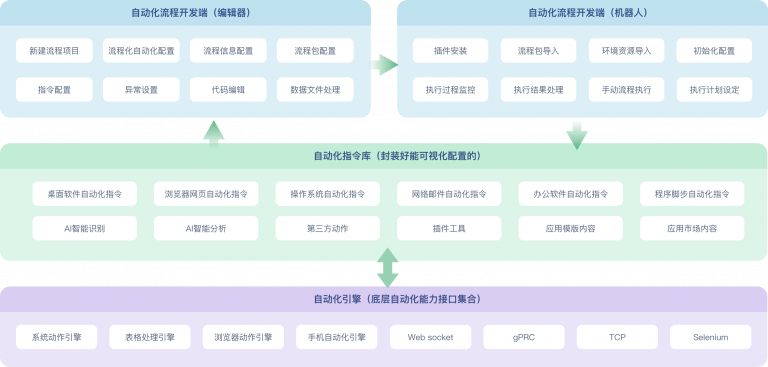 自动化流程开发端（编辑器）
新建流程项目
流程化自动化配置
流程信息配置
流程包配置
指令配置
异常设置
代码编辑
数据文件处理
自动化流程开发端（机器人）
插件安装
流程包导入
环境资源导入
初始化配置
执行过程监控
执行结果处理
手动流程执行
执行计划设定
自动化指令库（封装好能可视化配置的）
桌面软件自动化指令
浏览器网页自动化指令
操作系统自动化指令
网络邮件自动化指令
办公软件自动化指令
程序脚步自动化指令
AI智能识别
AI智能分析
第三方动作
插件工具
应用模版内容
应用市场内容
自动化引擎（底层自动化能力接口集合）
系统动作引擎
表格处理引擎
浏览器动作引擎
手机自动化引擎
Web socket
gPRC
TCP
Selenium